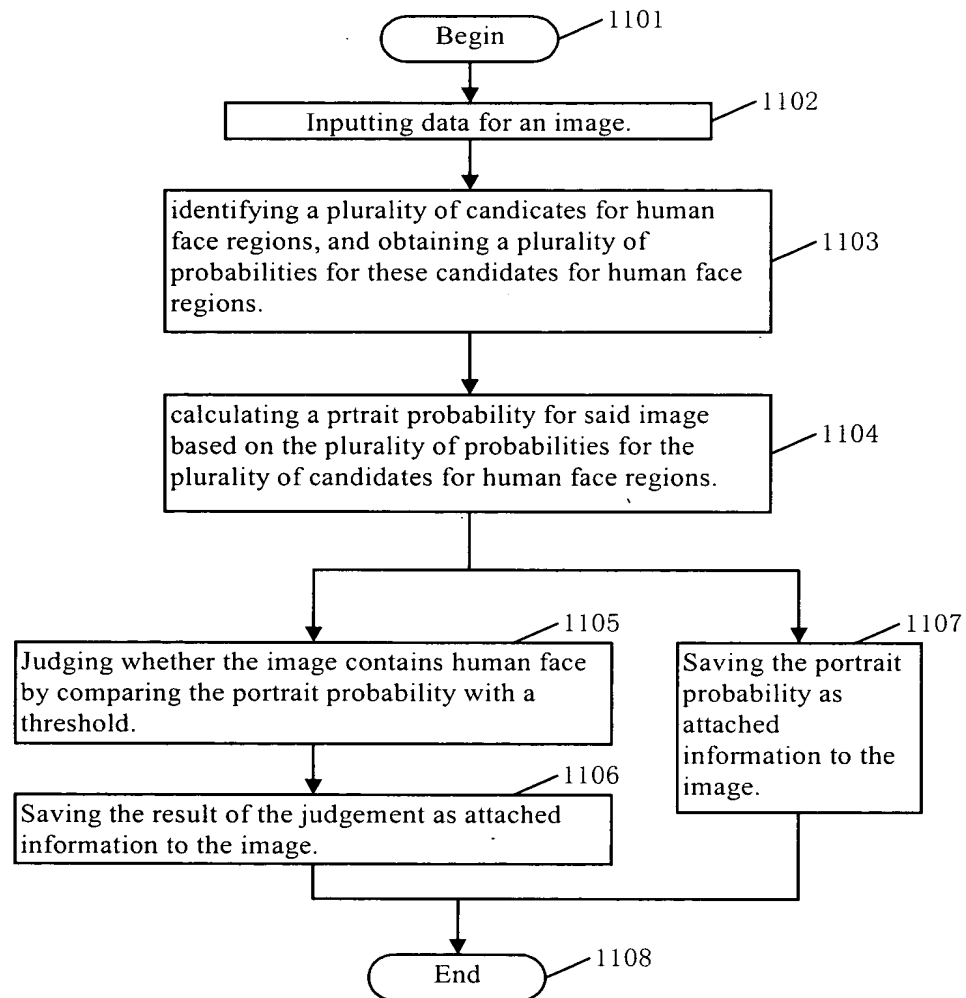 Begin
1101
1102
Inputting data for an image.
identifying a plurality of candicates for human
face regions, and obtaining a plurality of
probabilities for these candidates for human face
regions.
1103
calculating a prtrait probability for said image
based on the plurality of probabilities for the
plurality of candidates for human face regions.
1104
1105
Judging whether the image contains human face
by comparing the portrait probability with a
threshold.
1107
Saving the portrait
probability as
attached
information to the
image.
1106
Saving the result of the judgement as attached
information to the image.
End
1108